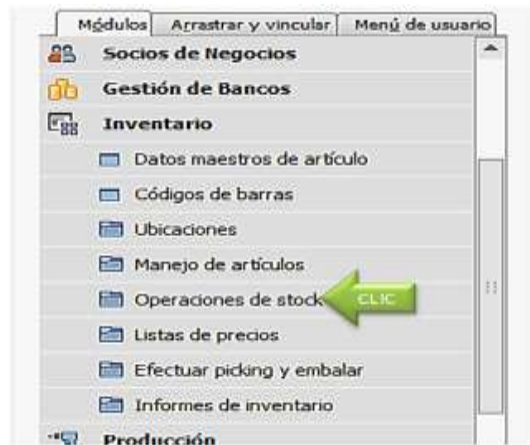 Módulos Arrastrar y vincular Menú de usuario
Socios de Negocios
Gestión de Bancos
Inventario
Datos maestros de artículo
Códigos de barras
Ubicaciones
Manejo de artículos
Operaciones de stock CLIC
Listas de precios
Efectuar picking y embalar
Informes de inventario
Producción